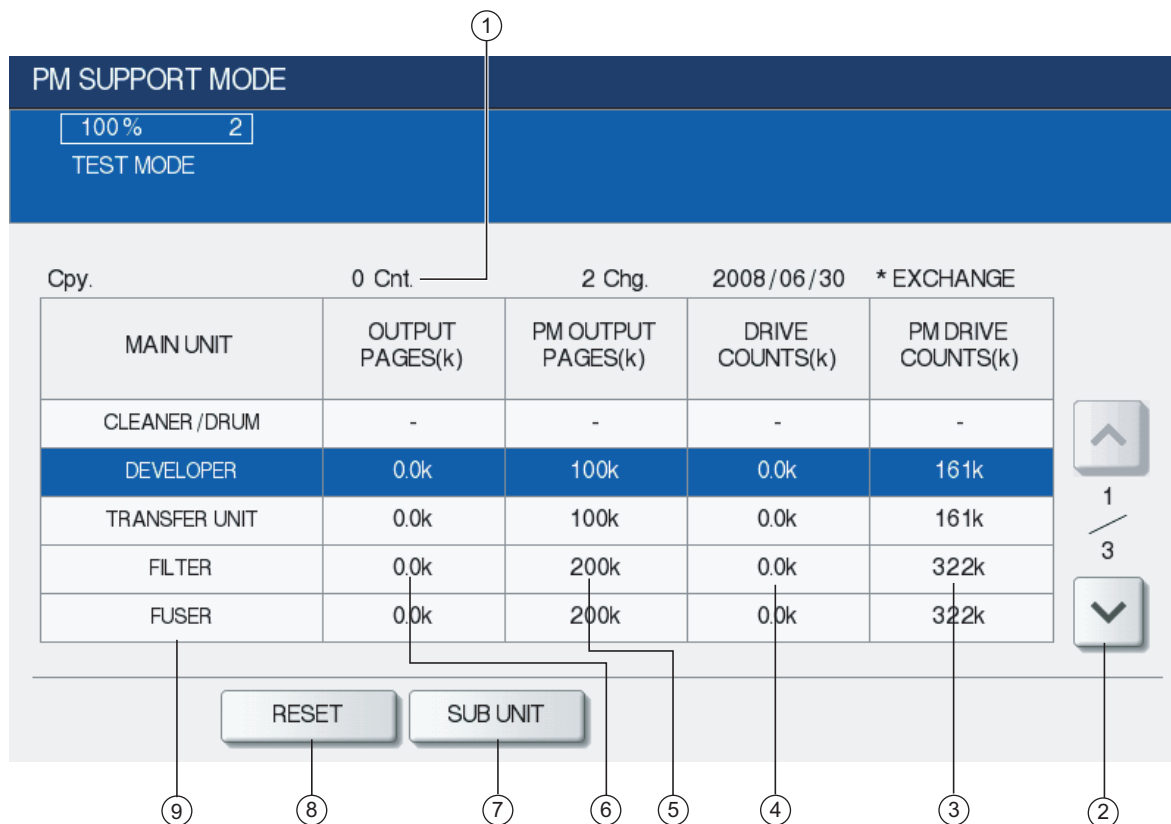 1
PM SUPPORT MODE
100% 2
TEST MODE
Cpy. 0 Cnt. 2 Chg. 2008/06/30 * EXCHANGE
MAIN UNIT OUTPUT PAGES(k) PM OUTPUT PAGES(k) DRIVE COUNTS(k) PM DRIVE COUNTS(k)
CLEANER/DRUM - - - -
DEVELOPER 0.0k 100k 0.0k 161k
TRANSFER UNIT 0.0k 100k 0.0k 161k
FILTER 0.0k 200k 0.0k 322k
FUSER 0.0k 200k 0.0k 322k
1
/
3
RESET SUB UNIT
9 8 7 6 5 4 3 2